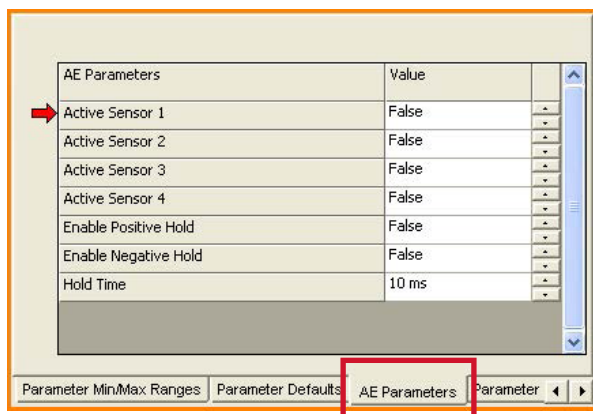 AE Parameters Value
Active Sensor 1 False
Active Sensor 2 False
Active Sensor 3 False
Active Sensor 4 False
Enable Positive Hold False
Enable Negative Hold False
Hold Time 10 ms
Parameter Min/Max Ranges Parameter Defaults AE Parameters Parameter